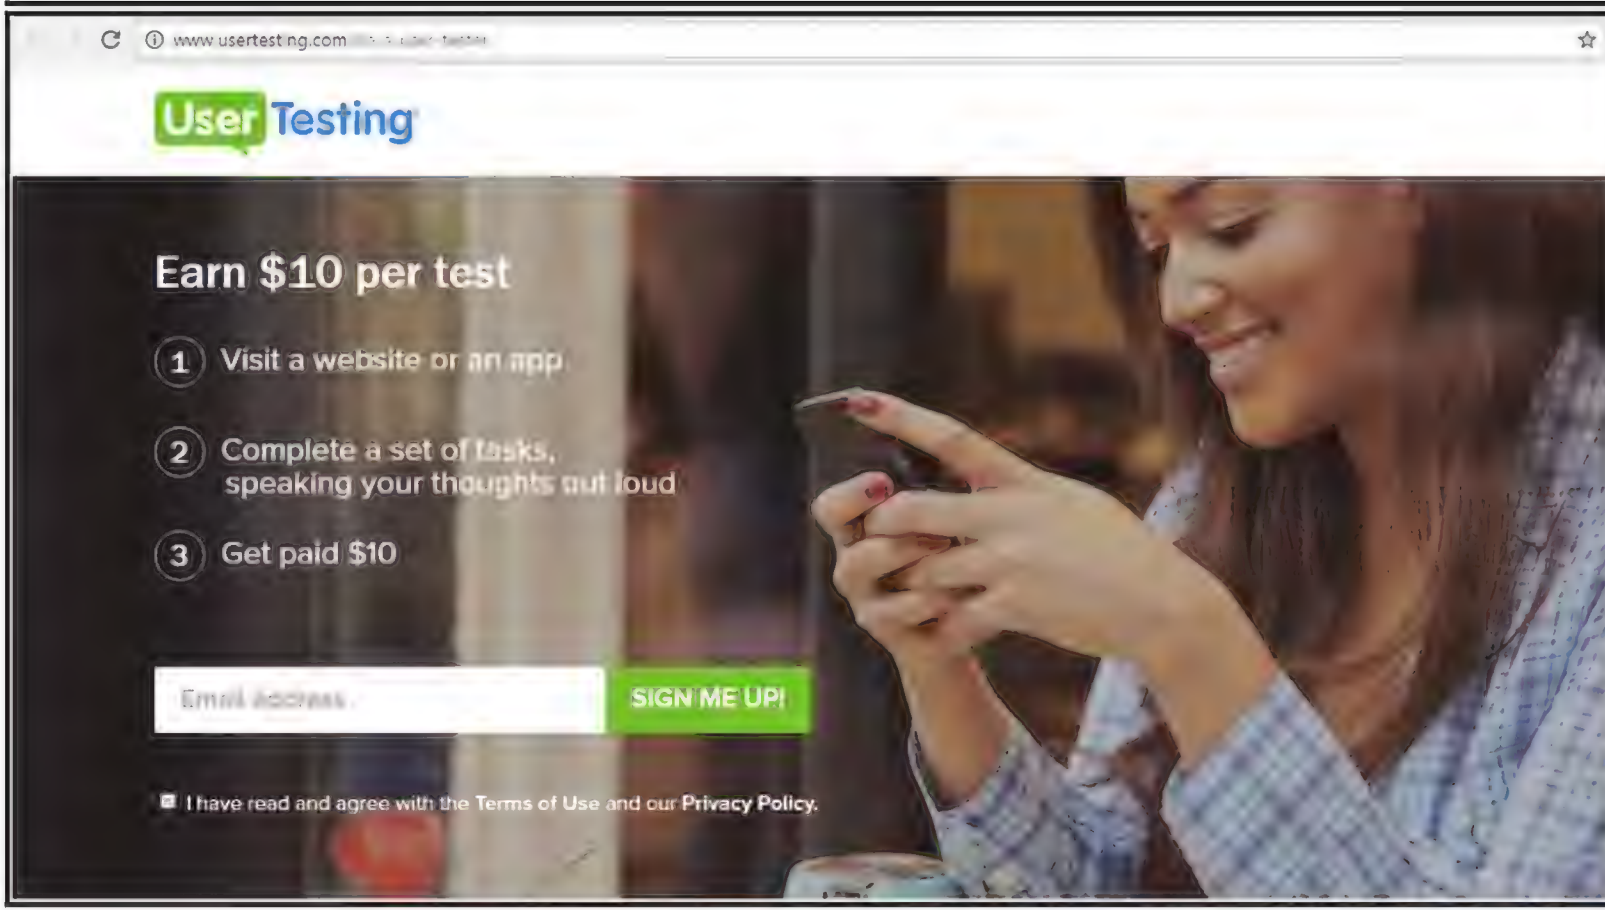 www usertest ng.com
User Testing
Earn $10 per test
1 Visit a website or an app
2 Complete a set of tasks,
speaking your thoughts out loud
3 Get paid $10
Email Address
SIGN ME UP!
I have read and agree with the Terms of Use and our Privacy Policy.